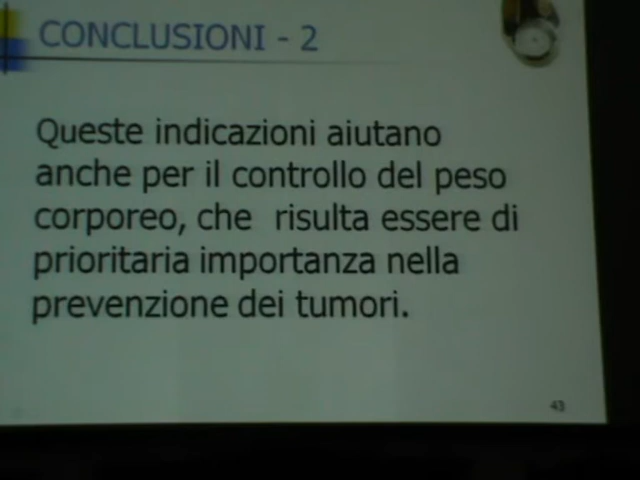 CONCLUSIONI - 2
Queste indicazioni aiutano
anche per il controllo del peso
corporeo, che risulta essere di
prioritaria importanza nella
prevenzione dei tumori.
43